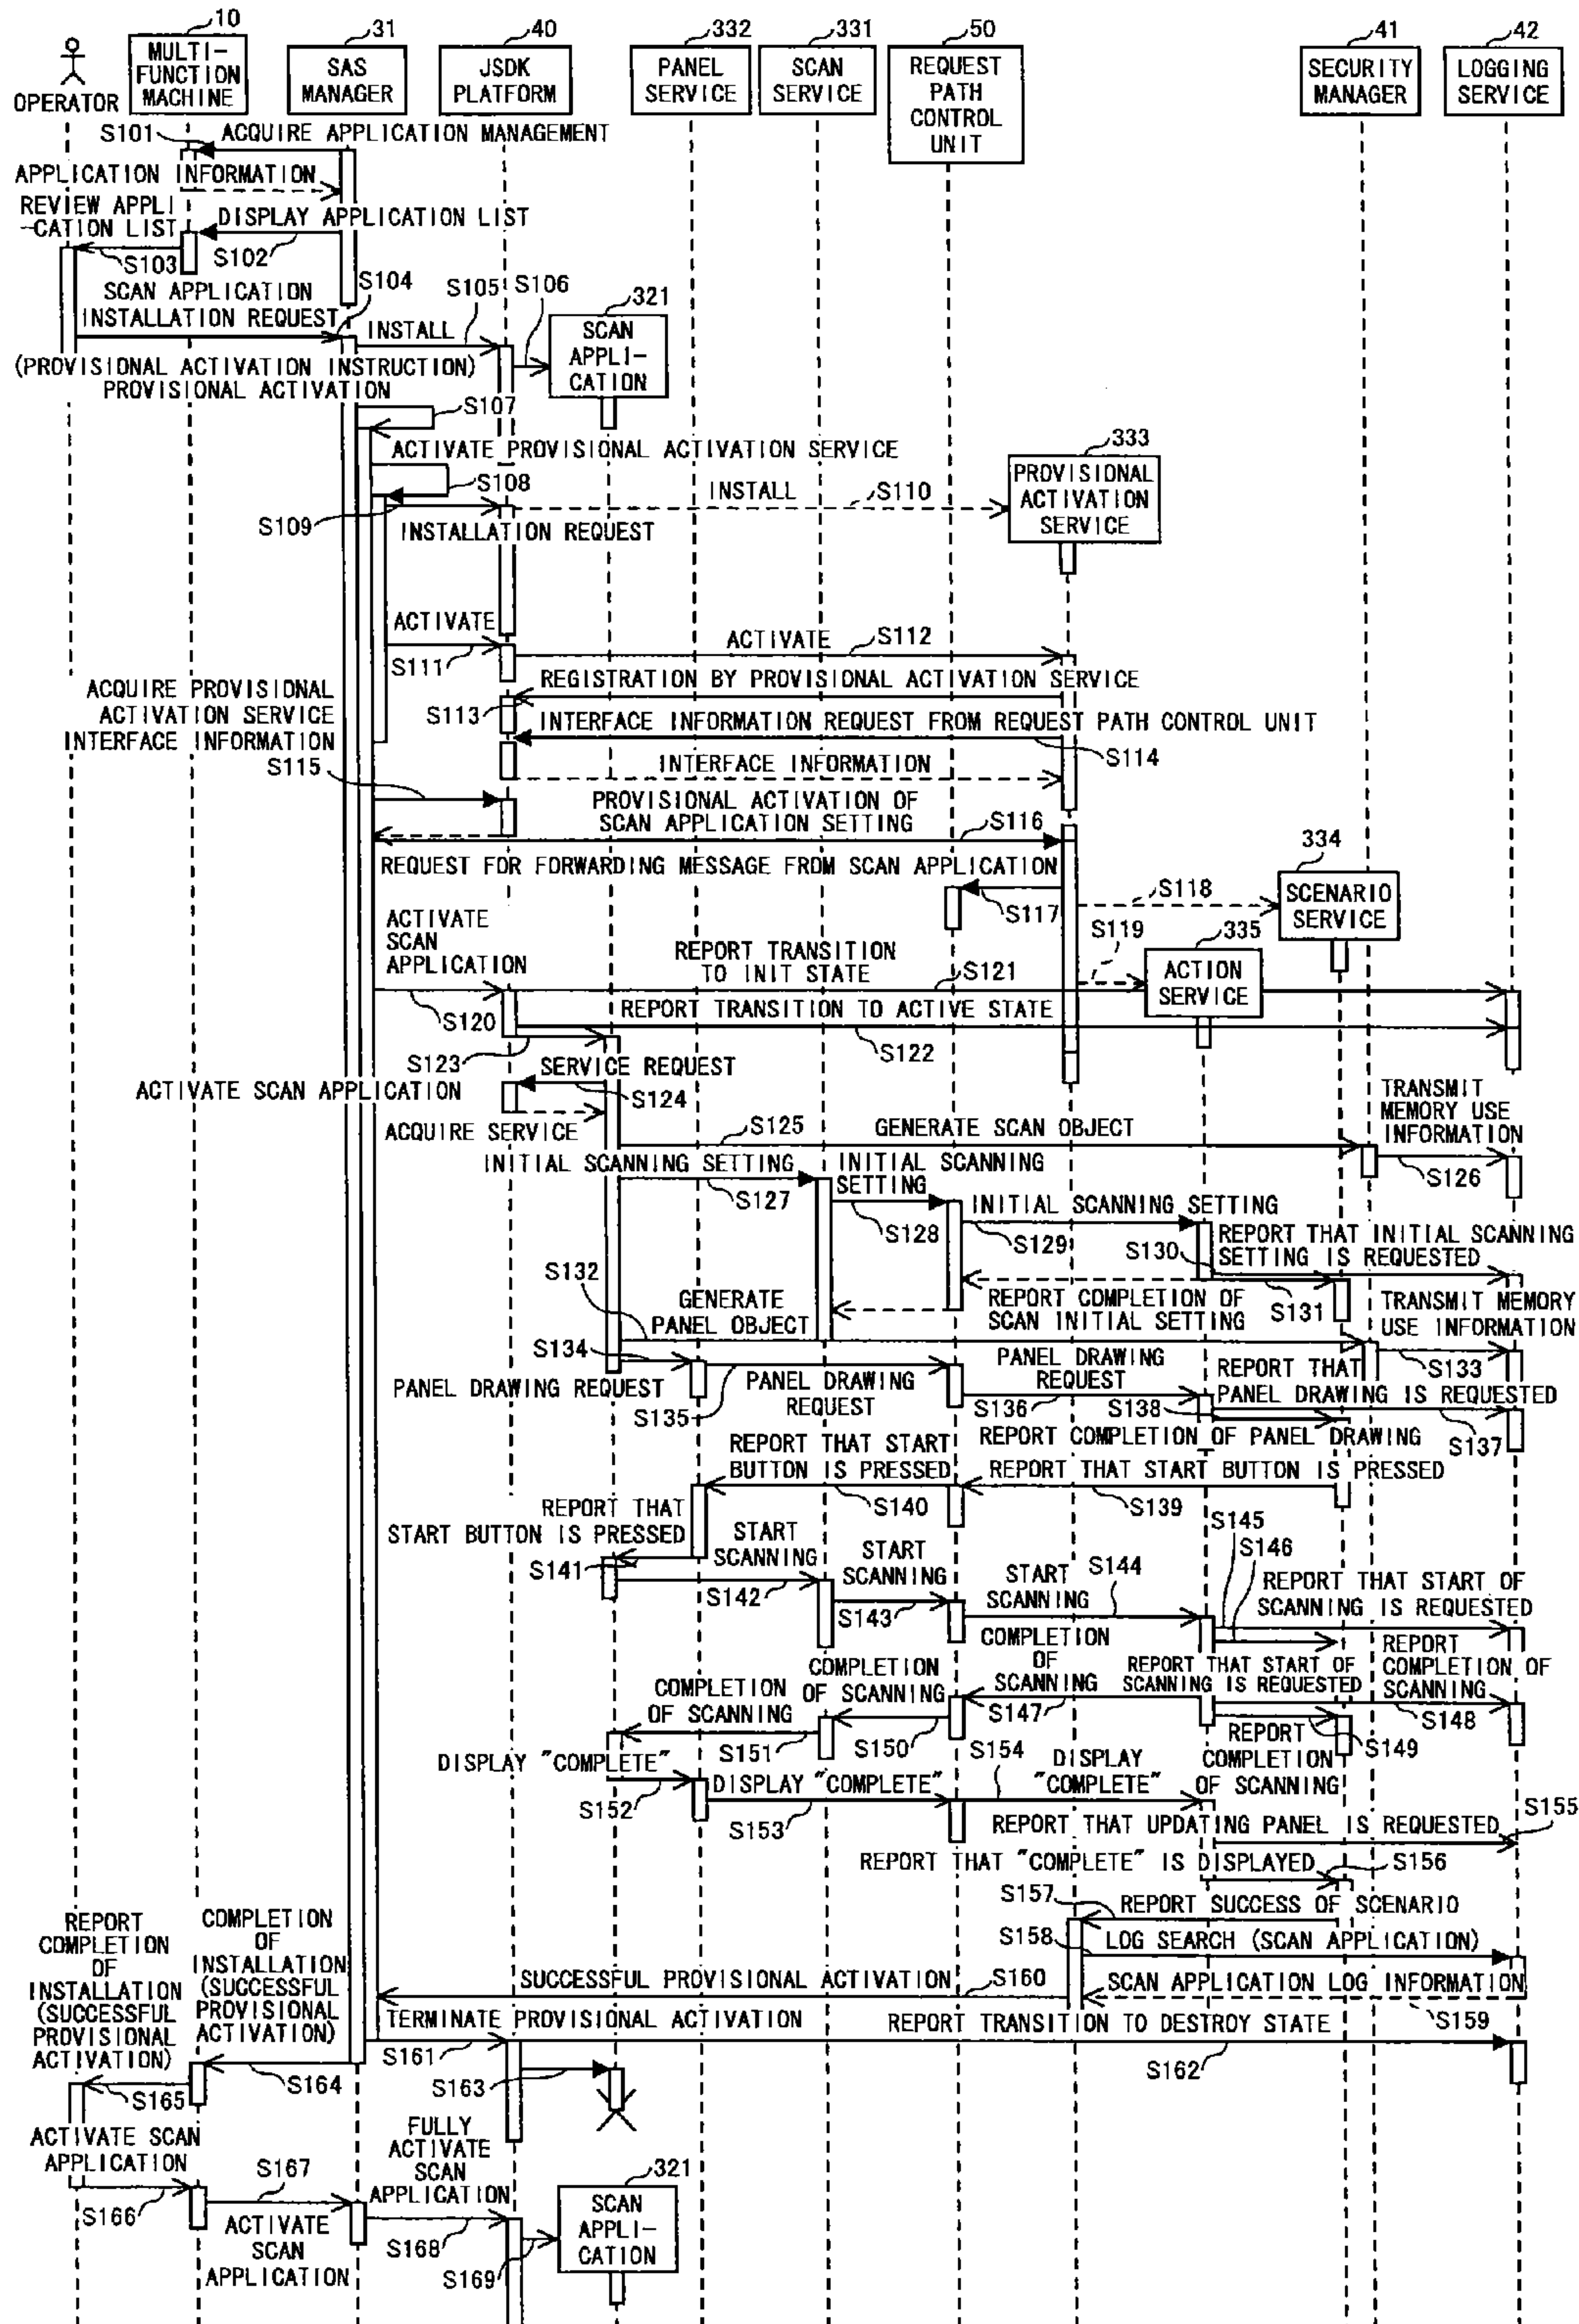 10
31
40
332
331
50
41
42
OPERATOR
MULTI-
FUNCTION
MACHINE
SAS
MANAGER
JSDK
PLATFORM
PANEL
SERVICE
SCAN
SERVICE
REQUEST
PATH
CONTROL
UNIT
SECURITY
MANAGER
LOGGING
SERVICE
S101
ACQUIRE APPLICATION MANAGEMENT
APPLICATION INFORMATION
REVIEW APPLI
-CATION LIST
DISPLAY APPLICATION LIST
S103
S102
S104
SCAN APPLICATION
INSTALLATION REQUEST
S105
S106
321
INSTALL
SCAN
APPLI-
CATION
(PROVISIONAL ACTIVATION INSTRUCTION)
PROVISIONAL ACTIVATION
S107
ACTIVATE PROVISIONAL ACTIVATION SERVICE
333
S108
PROVISIONAL
ACTIVATION
SERVICE
INSTALL
S110
S109
INSTALLATION REQUEST
ACTIVATE
S111
ACTIVATE
S112
REGISTRATION BY PROVISIONAL ACTIVATION SERVICE
ACQUIRE PROVISIONAL
ACTIVATION SERVICE
INTERFACE INFORMATION
S113
INTERFACE INFORMATION REQUEST FROM REQUEST PATH CONTROL UNIT
S114
S115
INTERFACE INFORMATION
PROVISIONAL ACTIVATION OF
SCAN APPLICATION SETTING
S116
334
REQUEST FOR FORWARDING MESSAGE FROM SCAN APPLICATION
S117
S118
SCENARIO
SERVICE
S119
335
ACTION
SERVICE
ACTIVATE
SCAN
APPLICATION
REPORT TRANSITION
TO INIT STATE
S121
S120
REPORT TRANSITION TO ACTIVE STATE
S122
S123
SERVICE REQUEST
ACTIVATE SCAN APPLICATION
S124
ACQUIRE SERVICE
S125
GENERATE SCAN OBJECT
TRANSMIT
MEMORY USE
INFORMATION
S126
INITIAL SCANNING SETTING
S127
INITIAL SCANNING
SETTING
S128
INITIAL SCANNING SETTING
S129
S130
REPORT THAT INITIAL SCANNING
SETTING IS REQUESTED
S131
S132
GENERATE
PANEL OBJECT
REPORT COMPLETION OF
SCAN INITIAL SETTING
TRANSMIT MEMORY
USE INFORMATION
S133
S134
PANEL DRAWING REQUEST
S135
PANEL DRAWING
REQUEST
PANEL DRAWING
REQUEST
S136
S138
REPORT THAT
PANEL DRAWING IS REQUESTED
S137
REPORT COMPLETION OF PANEL DRAWING
REPORT THAT START
BUTTON IS PRESSED
S140
REPORT THAT START BUTTON IS PRESSED
S139
REPORT THAT
START BUTTON IS PRESSED
S141
START
SCANNING
S142
START
SCANNING
S143
START
SCANNING
S144
S145
S146
REPORT THAT START OF
SCANNING IS REQUESTED
COMPLETION
OF
SCANNING
S147
REPORT THAT START OF
SCANNING IS REQUESTED
REPORT
COMPLETION OF
SCANNING
S148
COMPLETION
OF SCANNING
S150
COMPLETION
OF SCANNING
S151
REPORT
COMPLETION
OF SCANNING
S149
DISPLAY "COMPLETE"
S152
DISPLAY "COMPLETE"
S153
S154
DISPLAY
"COMPLETE"
S155
REPORT THAT UPDATING PANEL IS REQUESTED
REPORT THAT "COMPLETE" IS DISPLAYED
S156
S157
REPORT SUCCESS OF SCENARIO
S158
LOG SEARCH (SCAN APPLICATION)
REPORT
COMPLETION
OF
INSTALLATION
(SUCCESSFUL
PROVISIONAL
ACTIVATION)
COMPLETION
OF
INSTALLATION
(SUCCESSFUL
PROVISIONAL
ACTIVATION)
SUCCESSFUL PROVISIONAL ACTIVATION
S160
SCAN APPLICATION LOG INFORMATION
S159
TERMINATE PROVISIONAL ACTIVATION
REPORT TRANSITION TO DESTROY STATE
S161
S162
S163
S164
S165
ACTIVATE SCAN
APPLICATION
FULLY
ACTIVATE
SCAN
APPLICATION
S166
S167
ACTIVATE
SCAN
APPLICATION
S168
321
SCAN
APPLI-
CATION
S169